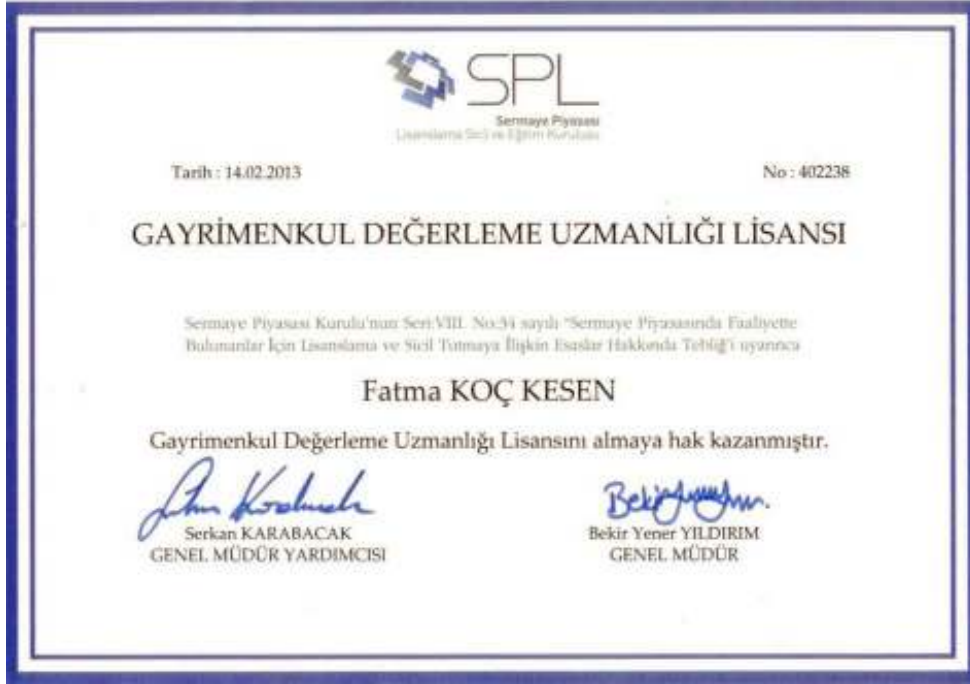 SPL
Sermaye Piyasası
Lisanslama Sicil ve Eğitim Kuruluşu
Tarih : 14.02.2013
No : 402238
GAYRİMENKUL DEĞERLEME UZMANLIĞI LİSANSI
Sermaye Piyasası Kurulu'nun Seri:VIII, No:34 sayılı "Sermaye Piyasasında Faaliyette
Bulunanlar İçin Lisanslama ve Sicil Tutmaya İlişkin Esaslar Hakkında Tebliğ'i uyarınca
Fatma KOÇ KESEN
Gayrimenkul Değerleme Uzmanlığı Lisansını almaya hak kazanmıştır.
Serkan KARABACAK
GENEL MÜDÜR YARDIMCISI
Bekir Yener YILDIRIM
GENEL MÜDÜR